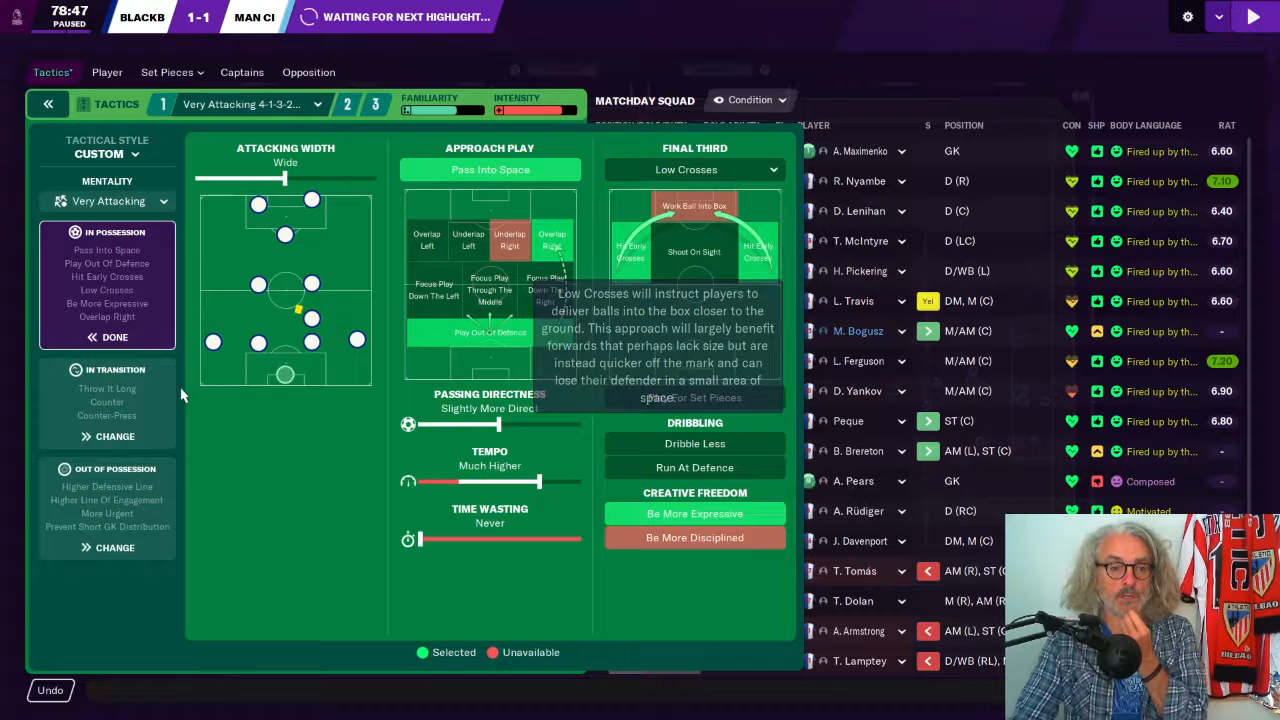 78:47
PAUSED
BLACKB
1-1
MAN CI
WAITING FOR NEXT HIGHLIGHT...
Tactics*
Player
Set Pieces
Captains
Opposition
TACTICS
1
Very Attacking 4-1-3-2...
2
3
FAMILIARITY
INTENSITY
MATCHDAY SQUAD
Condition
TACTICAL STYLE
CUSTOM
MENTALITY
Very Attacking
IN POSSESSION
Pass Into Space
Play Out Of Defence
Hit Early Crosses
Low Crosses
Be More Expressive
Overlap Right
DONE
IN TRANSITION
Throw It Long
Counter
Counter-Press
CHANGE
OUT OF POSSESSION
Higher Defensive Line
Higher Line Of Engagement
More Urgent
Prevent Short GK Distribution
CHANGE
ATTACKING WIDTH
Wide
APPROACH PLAY
Pass Into Space
Overlap
Left
Underlap
Left
Underlap
Right
Overlap
Right
Focus Play
Down The Left
Focus Play
Through The
Middle
Focus Play
Down The
Right
Play Out Of Defence
PASSING DIRECTNESS
Slightly More Direct
TEMPO
Much Higher
TIME WASTING
Never
FINAL THIRD
Low Crosses
Work Ball Into Box
Hit Early
Crosses
Shoot On Sight
Hit Early
Crosses
Low Crosses will instruct players to
deliver balls into the box closer to the
ground. This approach will largely benefit
forwards that perhaps lack size but are
instead quicker off the mark and can
lose their defender in a small area of
space.
Play For Set Pieces
DRIBBLING
Dribble Less
Run At Defence
CREATIVE FREEDOM
Be More Expressive
Be More Disciplined
Selected
Unavailable
Undo
PLAYER S POSITION CON SHP BODY LANGUAGE RAT
A. Maximenko GK Fired up by th... 6.60
R. Nyambe D (R) Fired up by th... 7.10
D. Lenihan D (C) Fired up by th... 6.40
T. McIntyre D (LC) Fired up by th... 6.70
H. Pickering D/WB (L) Fired up by th... 6.60
L. Travis Yel DM, M (C) Fired up by th... 6.60
M. Bogusz M/AM (C) Fired up by th... -
L. Ferguson M/AM (C) Fired up by th... 7.20
D. Yankov M/AM (C) Fired up by th... 6.90
Peque ST (C) Fired up by th... 6.80
B. Brereton AM (L), ST (C) Fired up by th... -
A. Pears GK Composed -
A. Rüdiger D (RC) Motivated
J. Davenport DM, M (C)
T. Tomás AM (R), ST (
T. Dolan M (R), AM (
A. Armstrong AM (L), ST (
T. Lamptey D/WB (RL),
ATHLETIC
BILBAO